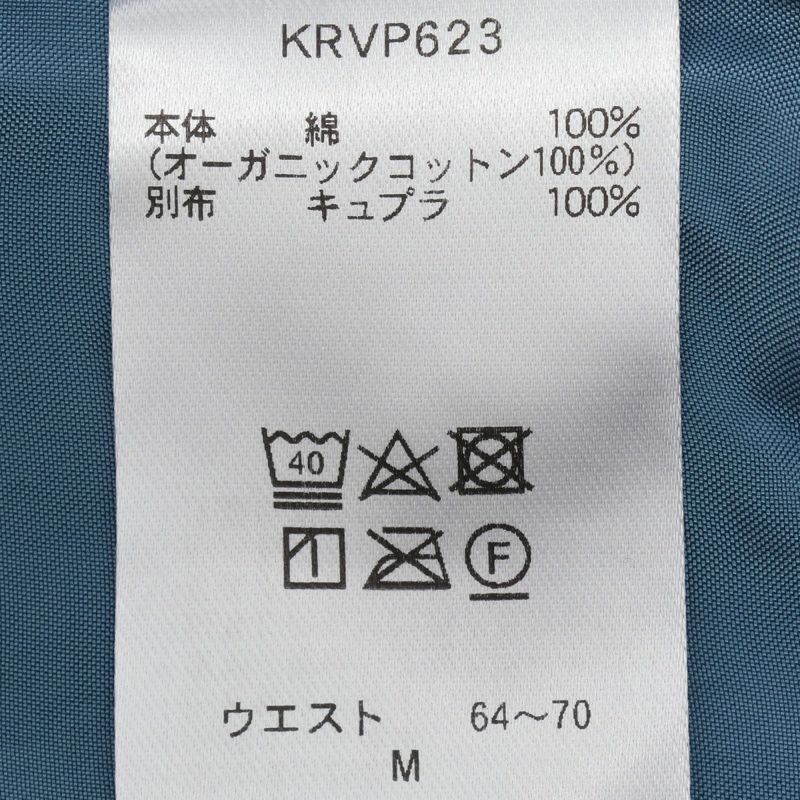 KRVP623
本体 綿 100%
(オーガニックコットン100%)
別布 キュプラ 100%
40
F
ウエスト 64～70
M